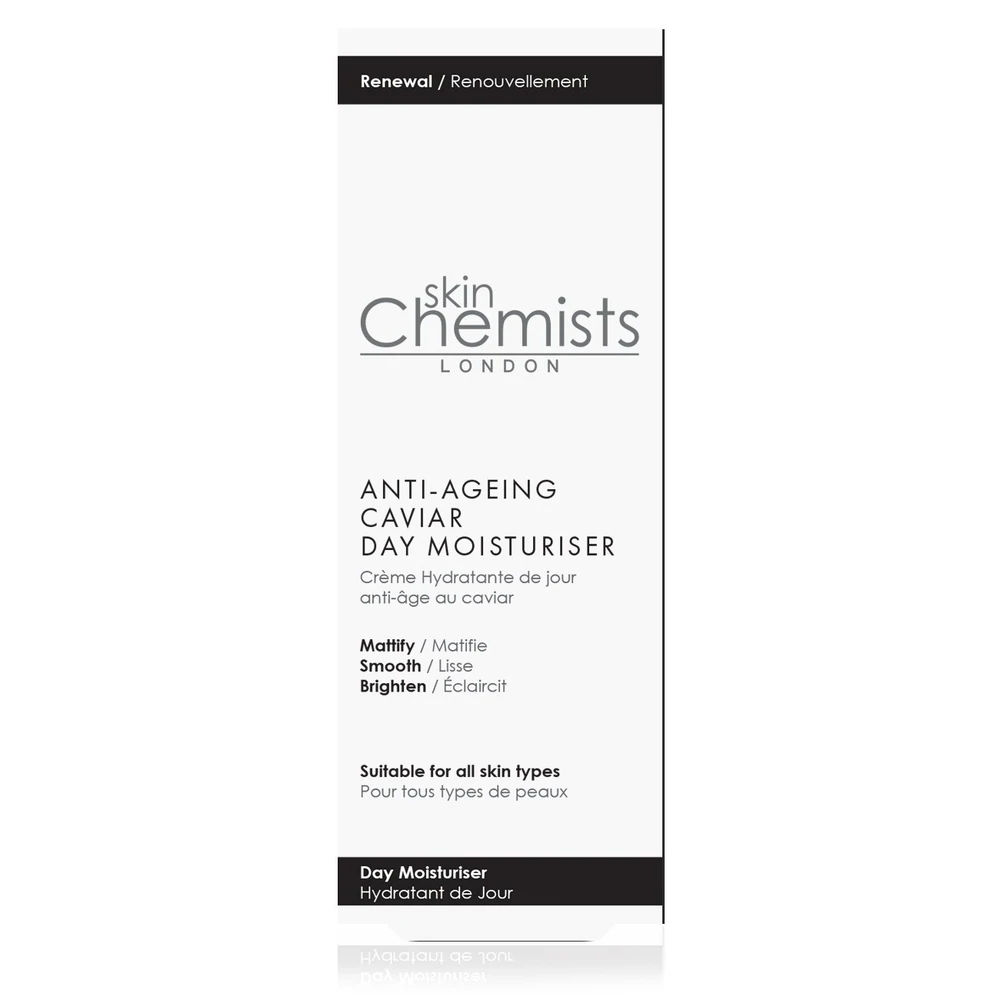 Renewal / Renouvellement
skin
Chemists
LONDON
ANTI-AGEING
CAVIAR
DAY MOISTURISER
Crème Hydratante de jour
anti-âge au caviar
Mattify / Matifie
Smooth / Lisse
Brighten / Éclaircit
Suitable for all skin types
Pour tous types de peaux
Day Moisturiser
Hydratant de Jour